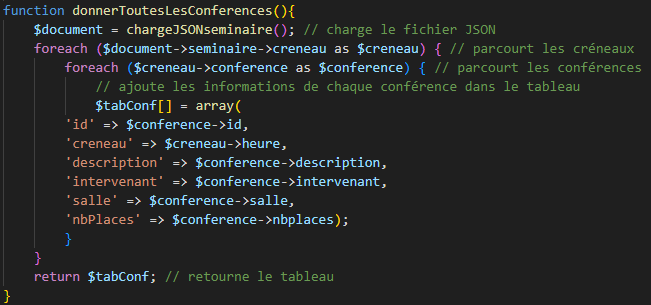 function donnerToutesLesConferences(){
$document = chargeJSONseminaire(); // charge le fichier JSON
foreach ($document->seminaire->creneau as $creneau) { // parcourt les créneaux
foreach ($creneau->conference as $conference) { // parcourt les conférences
// ajoute les informations de chaque conférence dans le tableau
$tabConf[] = array(
'id' => $conference->id,
'creneau' => $creneau->heure,
'description' => $conference->description,
'intervenant' => $conference->intervenant,
'salle' => $conference->salle,
'nbPlaces' => $conference->nbplaces);
}
}
return $tabConf; // retourne le tableau
}